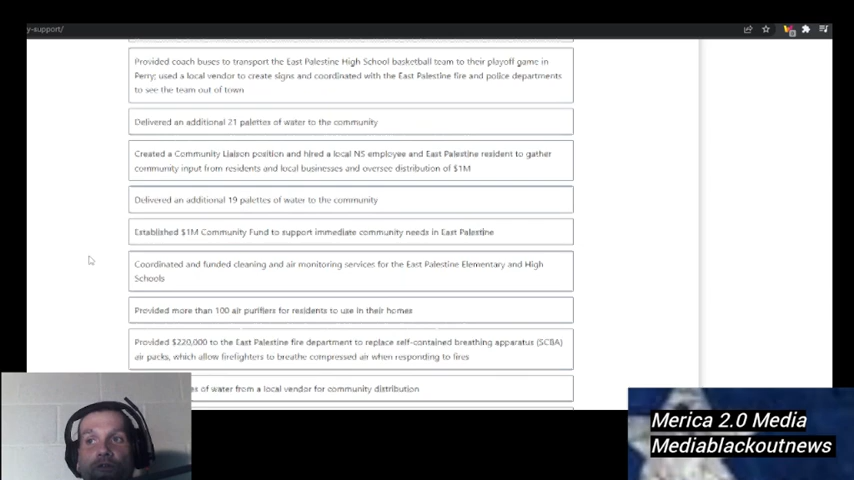 y-support/
Provided coach buses to transport the East Palestine High School basketball team to their playoff game in
Perry; used a local vendor to create signs and coordinated with the East Palestine fire and police departments
to see the team out of town
Delivered an additional 21 palettes of water to the community
Created a Community Liaison position and hired a local NS employee and East Palestine resident to gather
community input from residents and local businesses and oversee distribution of $1M
Delivered an additional 19 palettes of water to the community
Established $1M Community Fund to support immediate community needs in East Palestine
Coordinated and funded cleaning and air monitoring services for the East Palestine Elementary and High
Schools
Provided more than 100 air purifiers for residents to use in their homes
Provided $220,000 to the East Palestine fire department to replace self-contained breathing apparatus (SCBA)
air packs, which allow firefighters to breathe compressed air when responding to fires
es of water from a local vendor for community distribution
Merica 2.0 Media
Mediablackoutnews